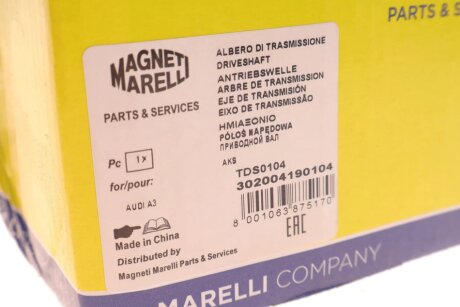 PARTS & S
MAGNETI
MARELLI
PARTS & SERVICES
ALBERO DI TRASMISSIONE
DRIVESHAFT
ANTRIEBSWELLE
ARBRE DE TRANSMISSION
EJE DE TRANSMISIÓN
EIXO DE TRANSMISSÃO
ΗΜΙΑΞΟΝΙΟ
PÓŁOŚ NAPĘDOWA
ПРИВОДНОЙ ВАЛ
AKS
Pc 1x
for/pour:
AUDI A3
TDS0104
302004190104
8 001063 875170
EAC
Made in China
Distributed by
Magneti Marelli Parts & Services
MARELLI COMPANY